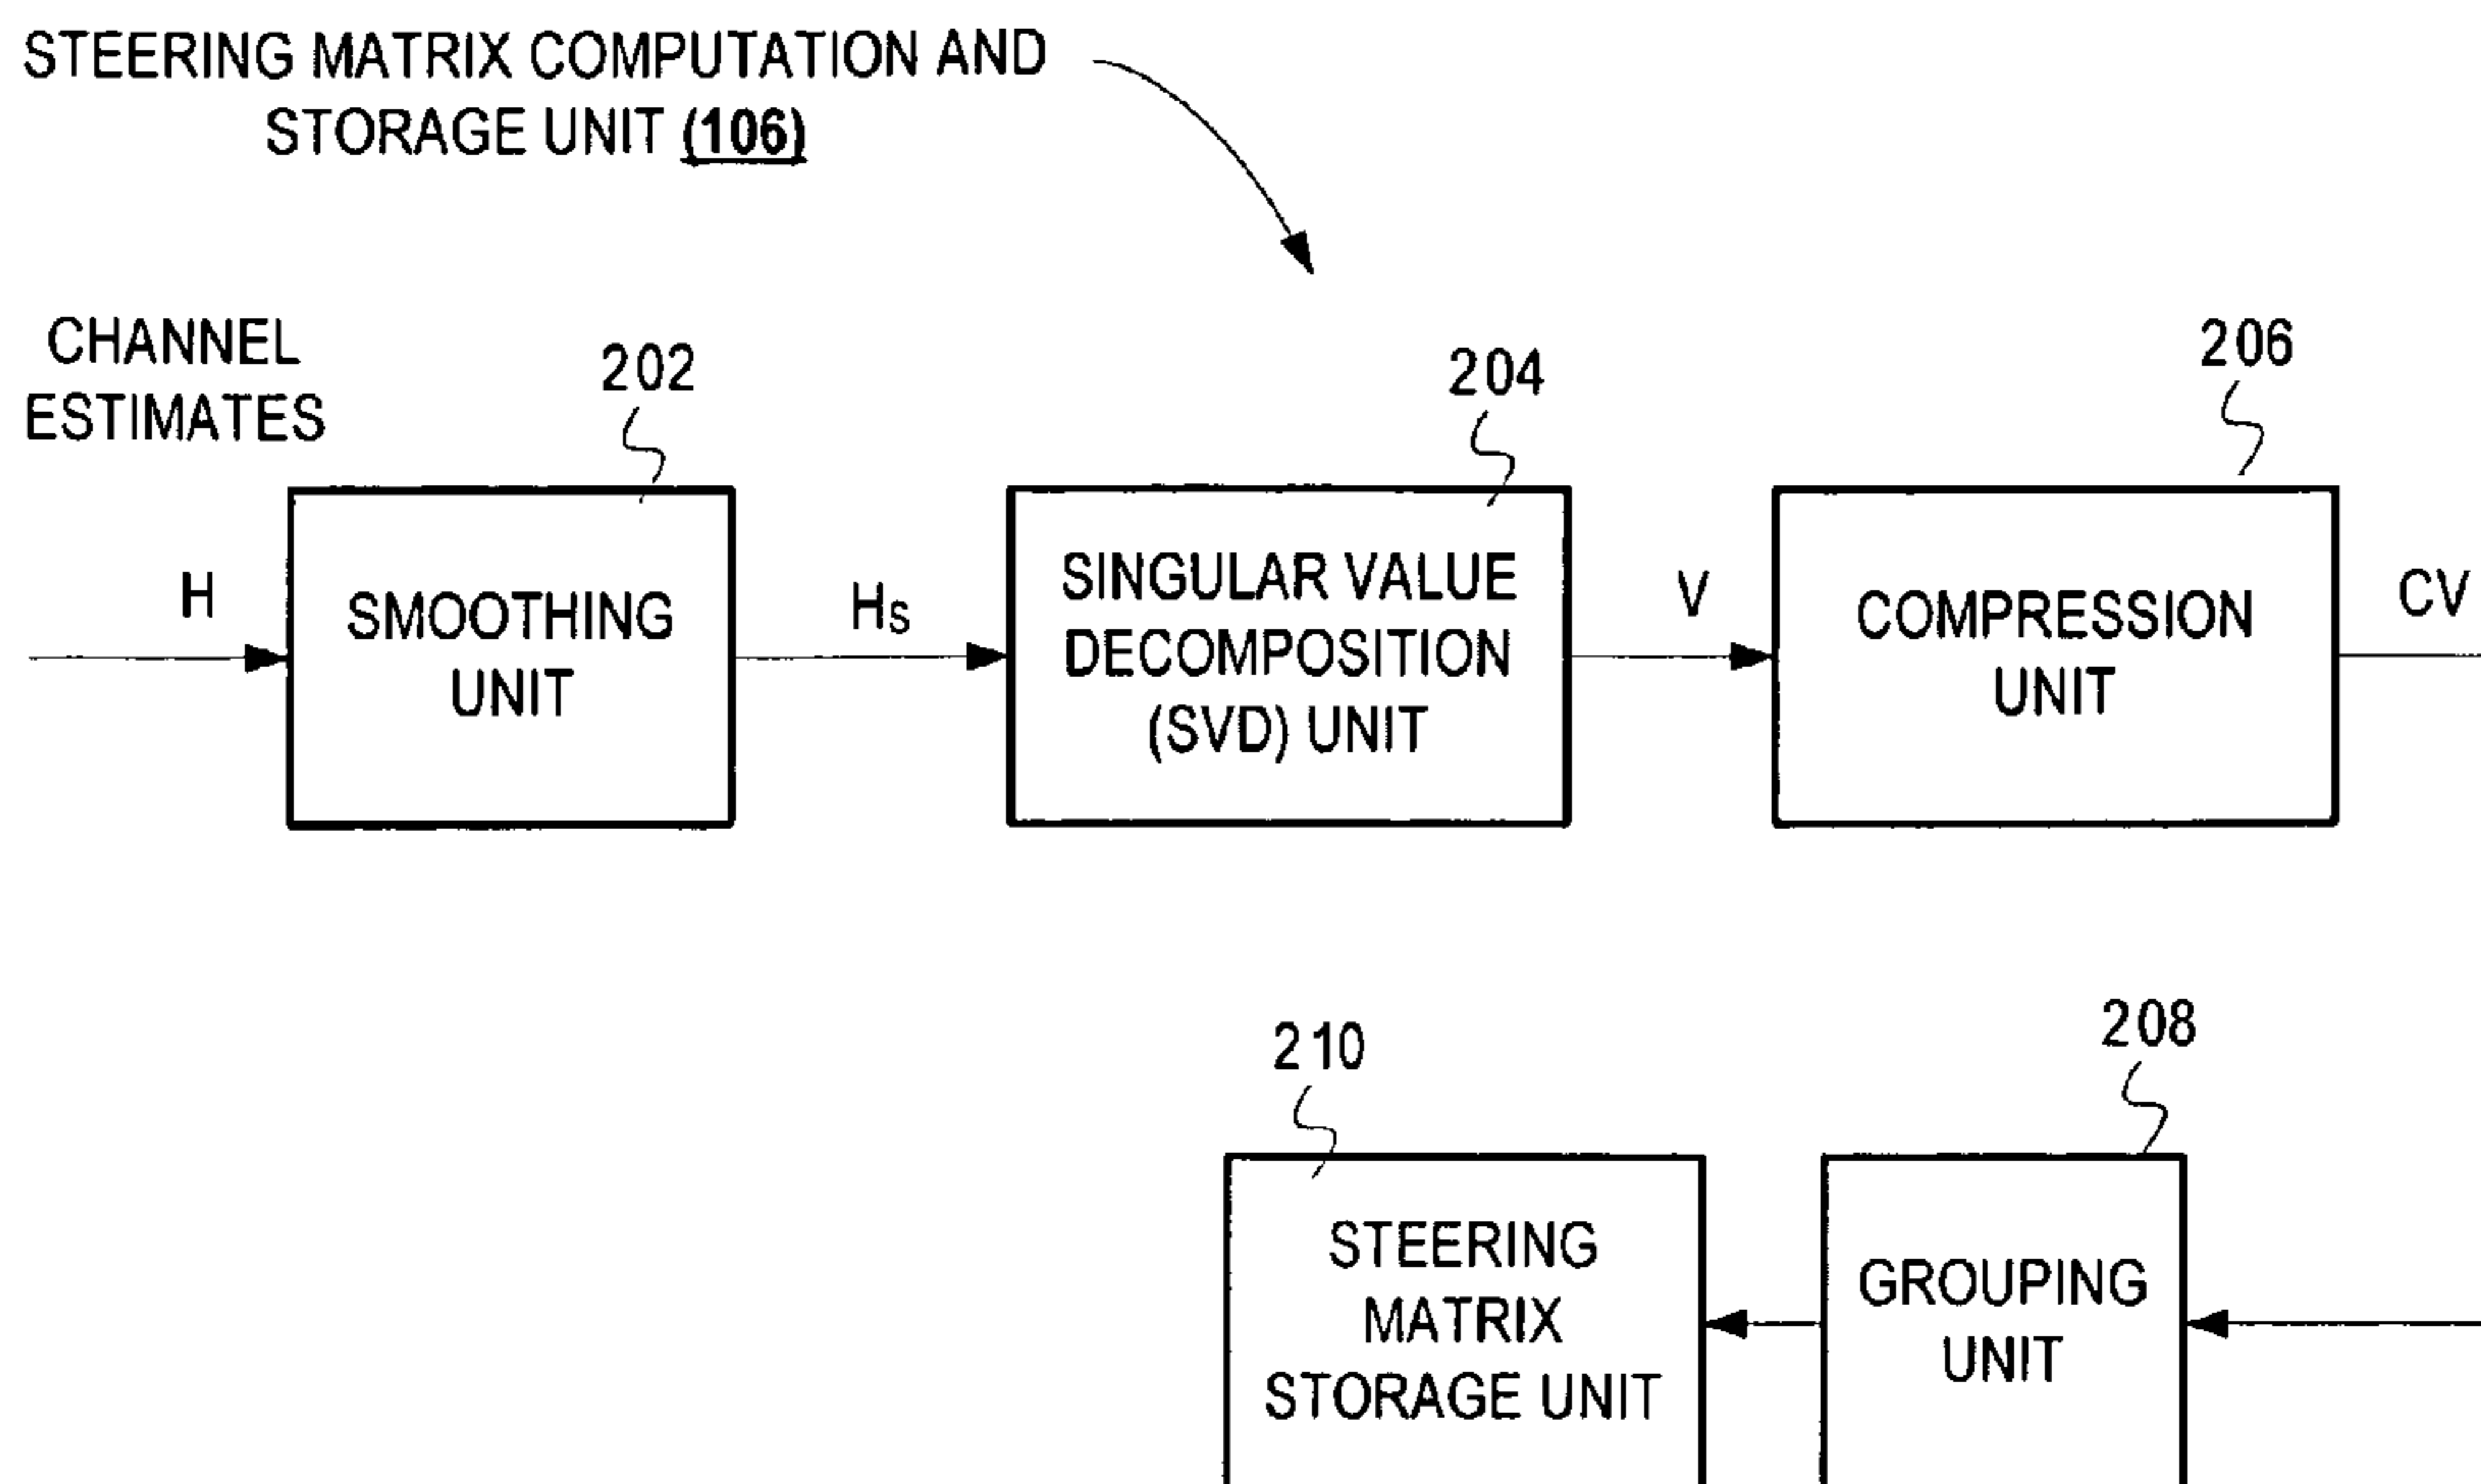 STEERING MATRIX COMPUTATION AND
STORAGE UNIT (106)
CHANNEL
ESTIMATES
202
204
206
H
SMOOTHING
UNIT
Hs
SINGULAR VALUE
DECOMPOSITION
(SVD) UNIT
V
COMPRESSION
UNIT
CV
210
208
STEERING
MATRIX
STORAGE UNIT
GROUPING
UNIT